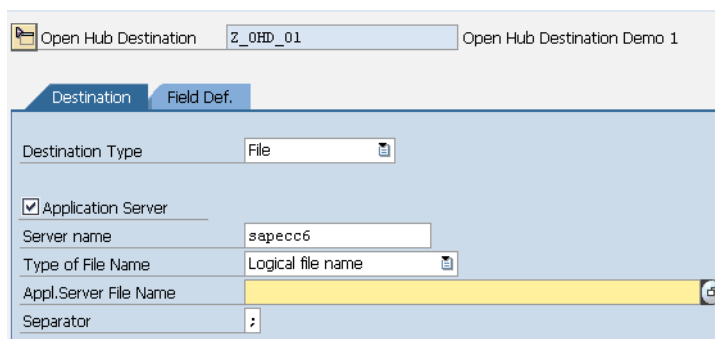 Open Hub Destination Z_OHD_01 Open Hub Destination Demo 1
Destination Field Def.
Destination Type File
Application Server
Server name sapecc6
Type of File Name Logical file name
Appl.Server File Name
Separator ;